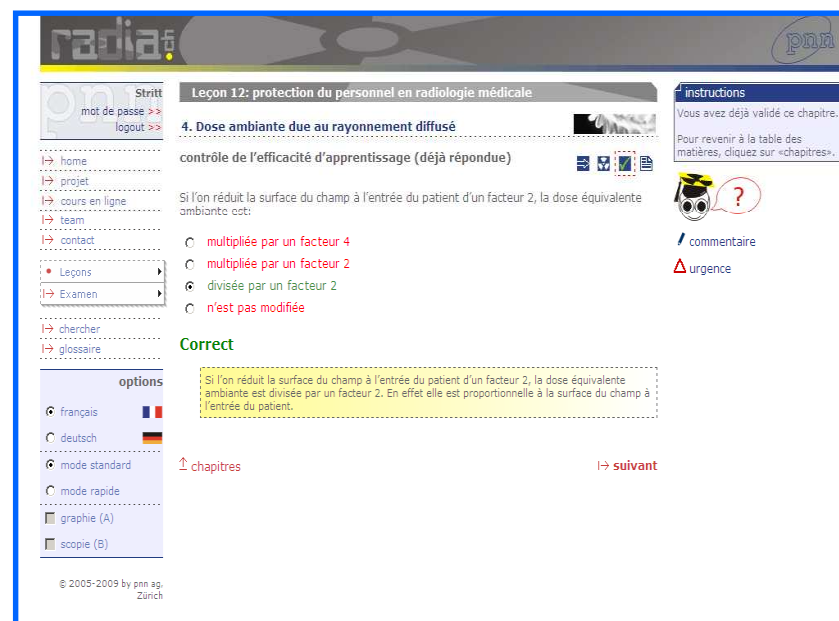 radia.fr
pnn
pnn
Stritt
mot de passe >>
logout >>
home
projet
cours en ligne
team
contact
Leçons
Examen
chercher
glossaire
options
français
deutsch
mode standard
mode rapide
graphie (A)
scopie (B)
© 2005-2009 by pnn ag.
Zürich
Leçon 12: protection du personnel en radiologie médicale
4. Dose ambiante due au rayonnement diffusé
contrôle de l'efficacité d'apprentissage (déjà répondue)
Si l'on réduit la surface du champ à l'entrée du patient d'un facteur 2, la dose équivalente
ambiante est:
multipliée par un facteur 4
multipliée par un facteur 2
divisée par un facteur 2
n'est pas modifiée
Correct
Si l'on réduit la surface du champ à l'entrée du patient d'un facteur 2, la dose équivalente
ambiante est divisée par un facteur 2. En effet elle est proportionnelle à la surface du champ à
l'entrée du patient.
chapitres
suivant
instructions
Vous avez déjà validé ce chapitre.
Pour revenir à la table des
matières, cliquez sur «chapitres».
?
commentaire
urgence